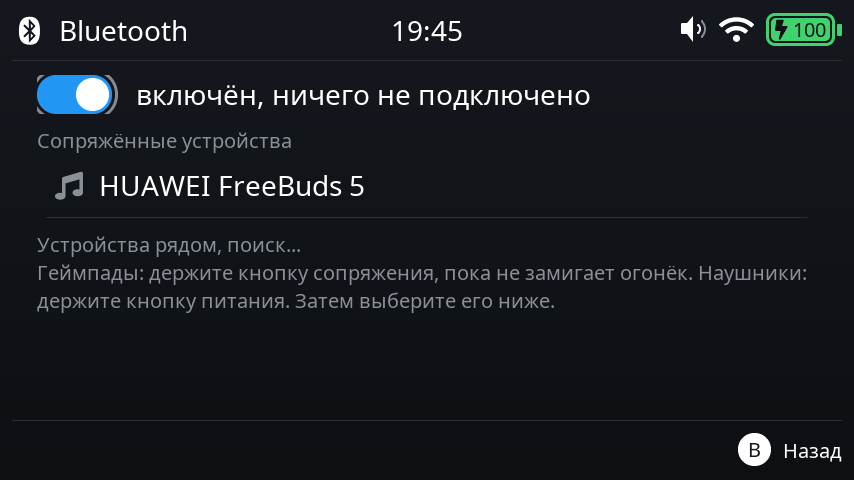 Bluetooth
19:45
100
включён, ничего не подключено
Сопряжённые устройства
HUAWEI FreeBuds 5
Устройства рядом, поиск...
Геймпады: держите кнопку сопряжения, пока не замигает огонёк. Наушники:
держите кнопку питания. Затем выберите его ниже.
B Назад